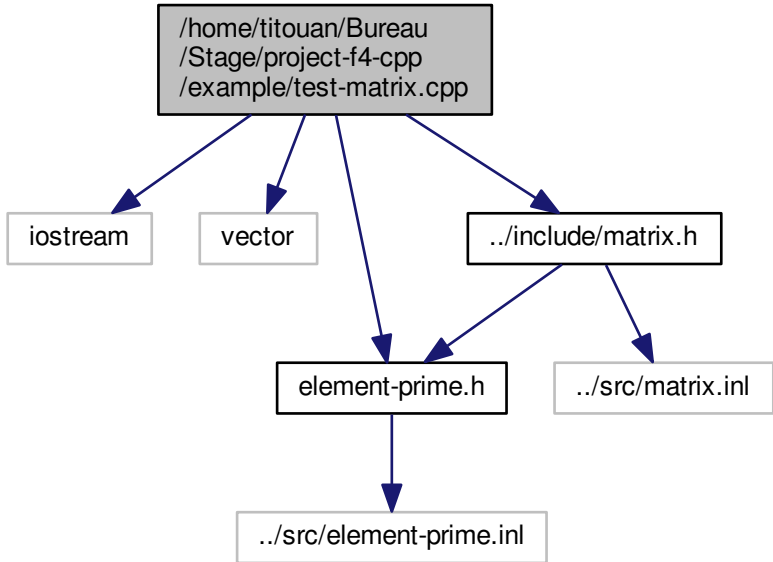 /home/titouan/Bureau
/Stage/project-f4-cpp
/example/test-matrix.cpp
iostream
vector
../include/matrix.h
element-prime.h
../src/matrix.inl
../src/element-prime.inl